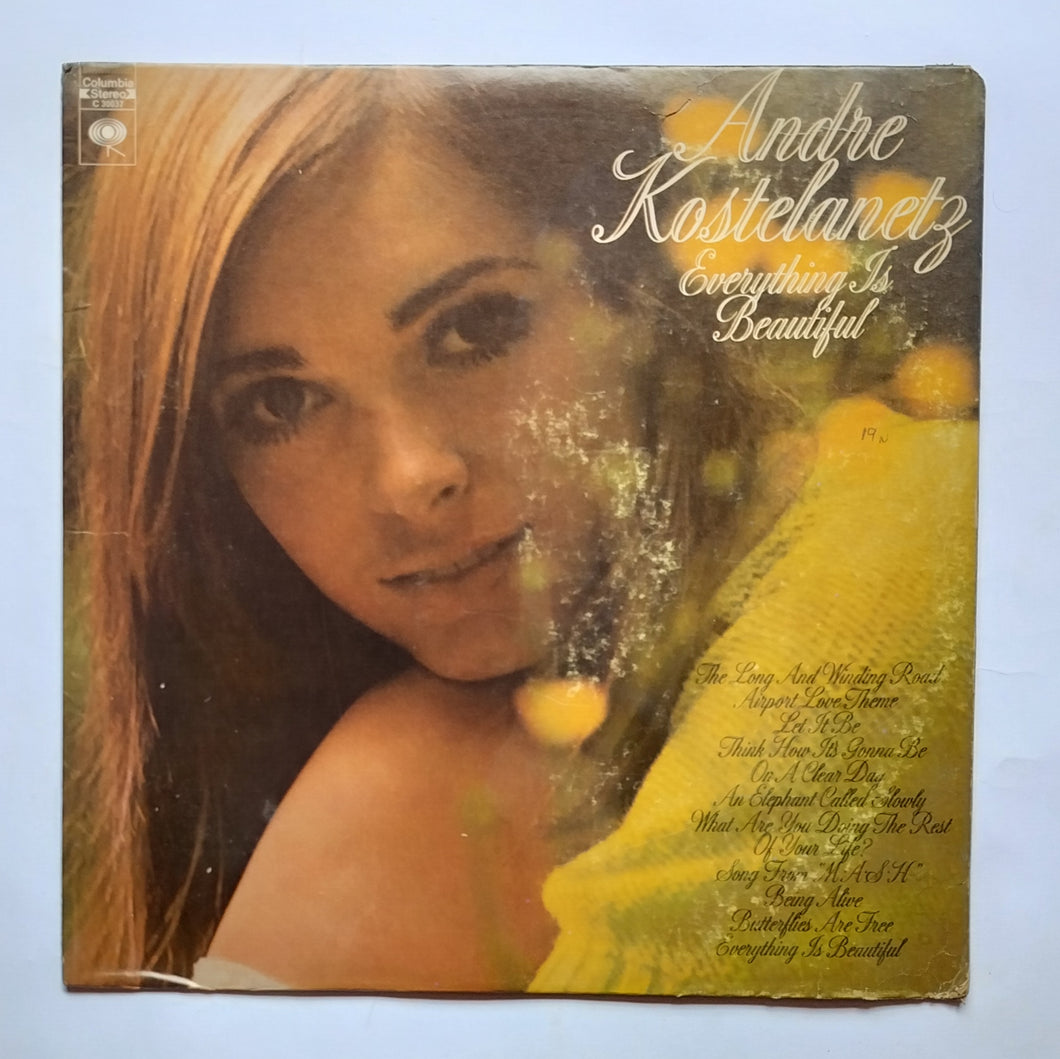 Columbia
Stereo
C 30037
Andre
Kostelanetz
Everything Is
Beautiful
19 N
The Long And Winding Road
Airport Love Theme
Let It Be
Think How It's Gonna Be
On A Clear Day
An Elephant Called Slowly
What Are You Doing The Rest
Of Your Life?
Song From "M·A·S·H"
Being Alive
Butterflies Are Free
Everything Is Beautiful